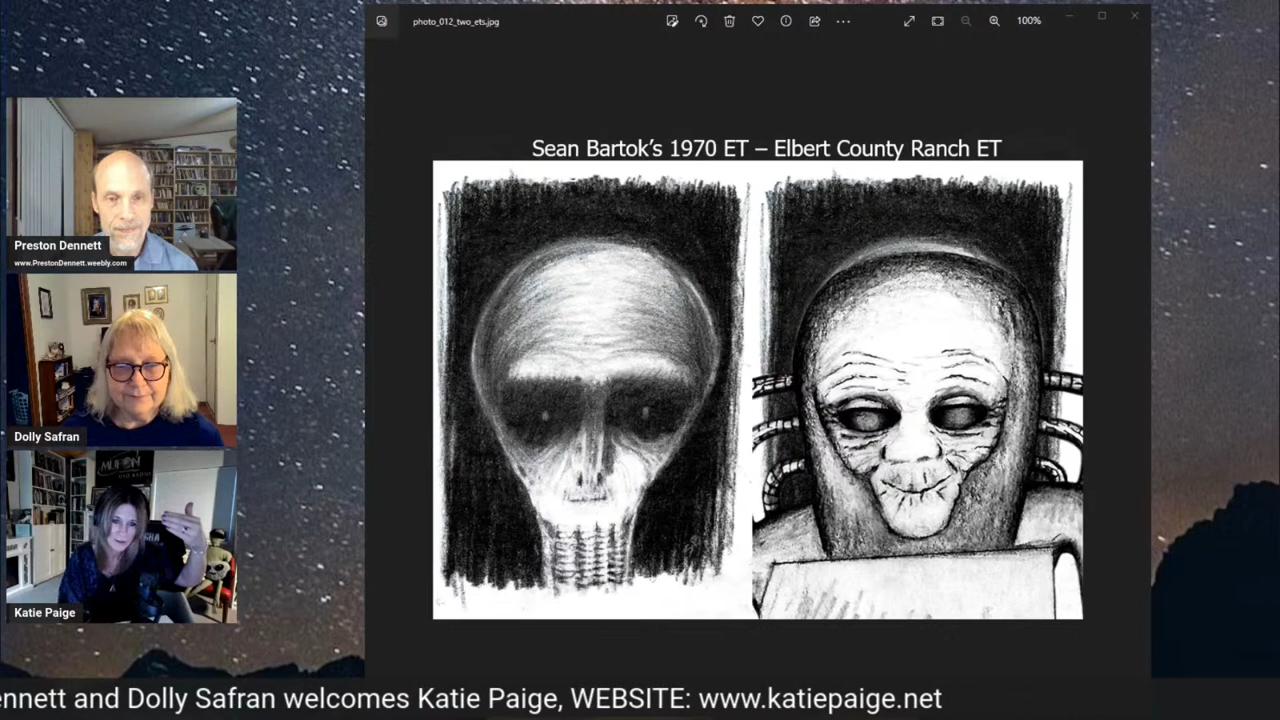 photo_012_two_ets.jpg
100%
Sean Bartok's 1970 ET – Elbert County Ranch ET
Preston Dennett
www.PrestonDennett.weebly.com
Dolly Safran
MUFON
Katie Paige
ennett and Dolly Safran welcomes Katie Paige, WEBSITE: www.katiepaige.net